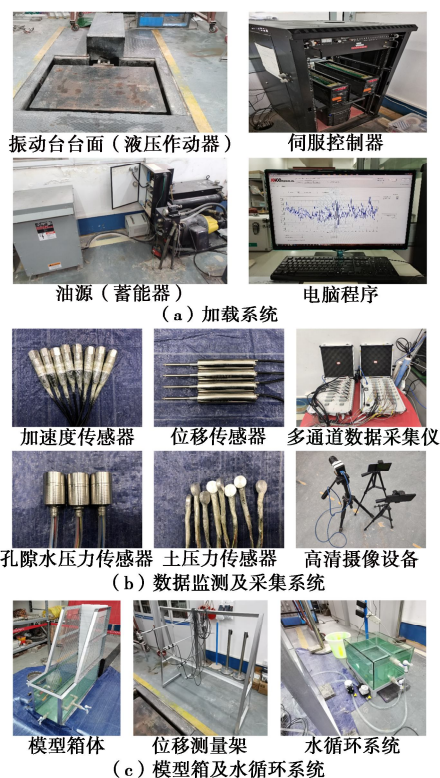 振动台台面(液压作动器)
伺服控制器
油源(蓄能器)
电脑程序
(a)加载系统
加速度传感器
位移传感器
多通道数据采集仪
孔隙水压力传感器
土压力传感器
高清摄像设备
(b)数据监测及采集系统
模型箱体
位移测量架
水循环系统
(c)模型箱及水循环系统